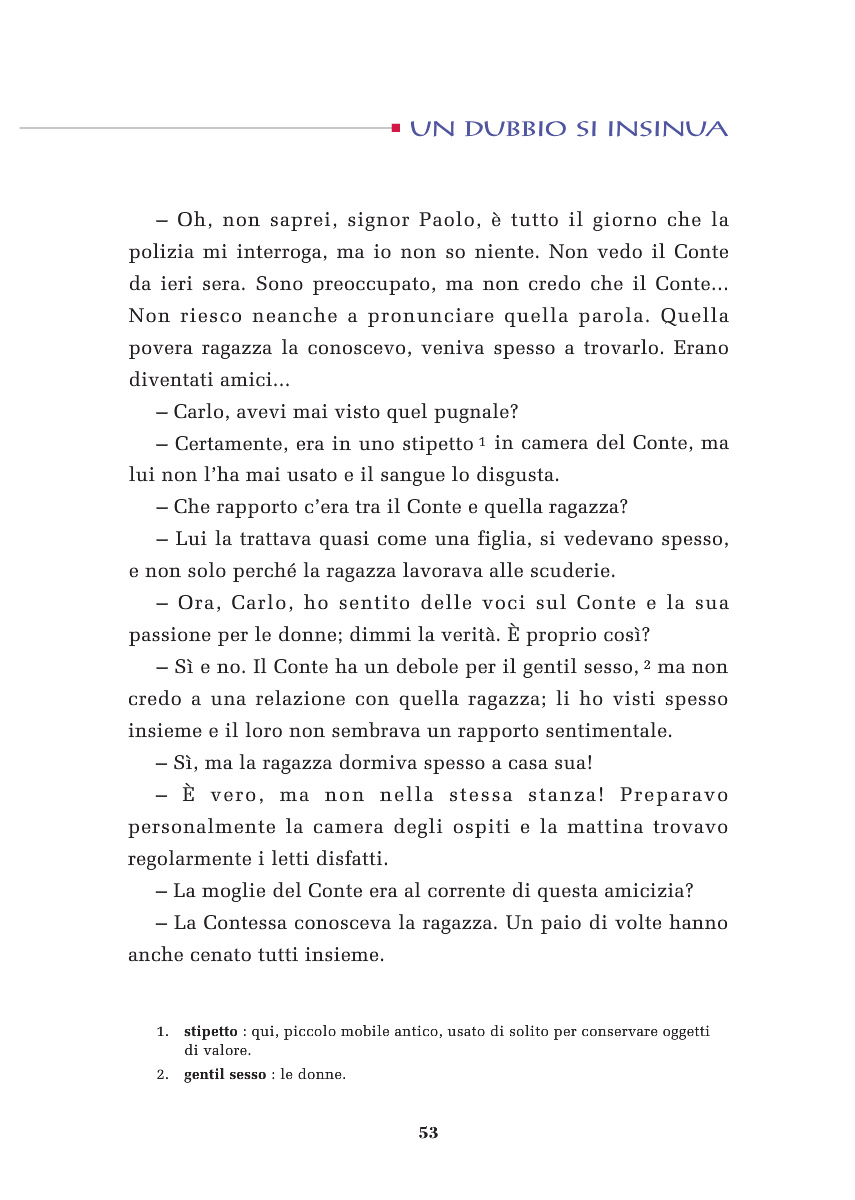 UN DUBBIO SI INSINUA
– Oh, non saprei, signor Paolo, è tutto il giorno che la
polizia mi interroga, ma io non so niente. Non vedo il Conte
da ieri sera. Sono preoccupato, ma non credo che il Conte...
Non riesco neanche a pronunciare quella parola. Quella
povera ragazza la conoscevo, veniva spesso a trovarlo. Erano
diventati amici...
– Carlo, avevi mai visto quel pugnale?
– Certamente, era in uno stipetto 1 in camera del Conte, ma
lui non l’ha mai usato e il sangue lo disgusta.
– Che rapporto c’era tra il Conte e quella ragazza?
– Lui la trattava quasi come una figlia, si vedevano spesso,
e non solo perché la ragazza lavorava alle scuderie.
– Ora, Carlo, ho sentito delle voci sul Conte e la sua
passione per le donne; dimmi la verità. È proprio così?
– Sì e no. Il Conte ha un debole per il gentil sesso, 2 ma non
credo a una relazione con quella ragazza; li ho visti spesso
insieme e il loro non sembrava un rapporto sentimentale.
– Sì, ma la ragazza dormiva spesso a casa sua!
– È vero, ma non nella stessa stanza! Preparavo
personalmente la camera degli ospiti e la mattina trovavo
regolarmente i letti disfatti.
– La moglie del Conte era al corrente di questa amicizia?
– La Contessa conosceva la ragazza. Un paio di volte hanno
anche cenato tutti insieme.
1. stipetto : qui, piccolo mobile antico, usato di solito per conservare oggetti
di valore.
2. gentil sesso : le donne.
53